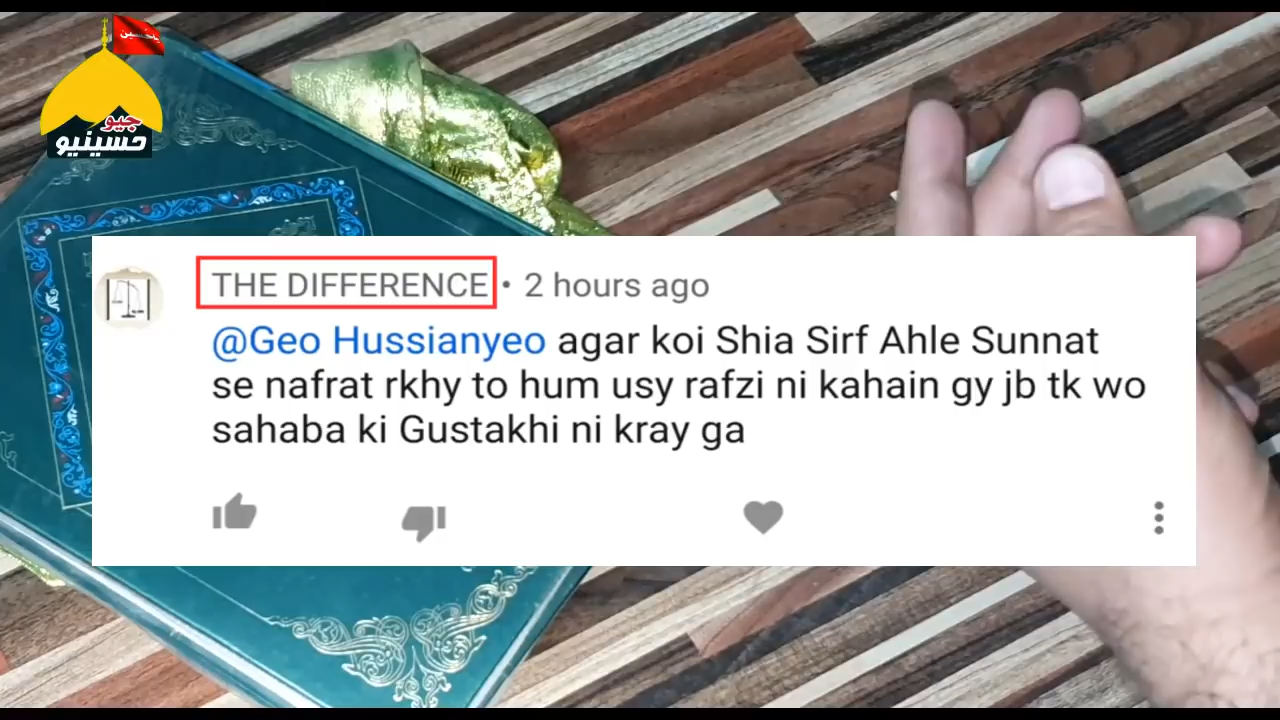 جیو
حسینیو
THE DIFFERENCE • 2 hours ago
@Geo Hussianyeo agar koi Shia Sirf Ahle Sunnat
se nafrat rkhy to hum usy rafzi ni kahain gy jb tk wo
sahaba ki Gustakhi ni kray ga